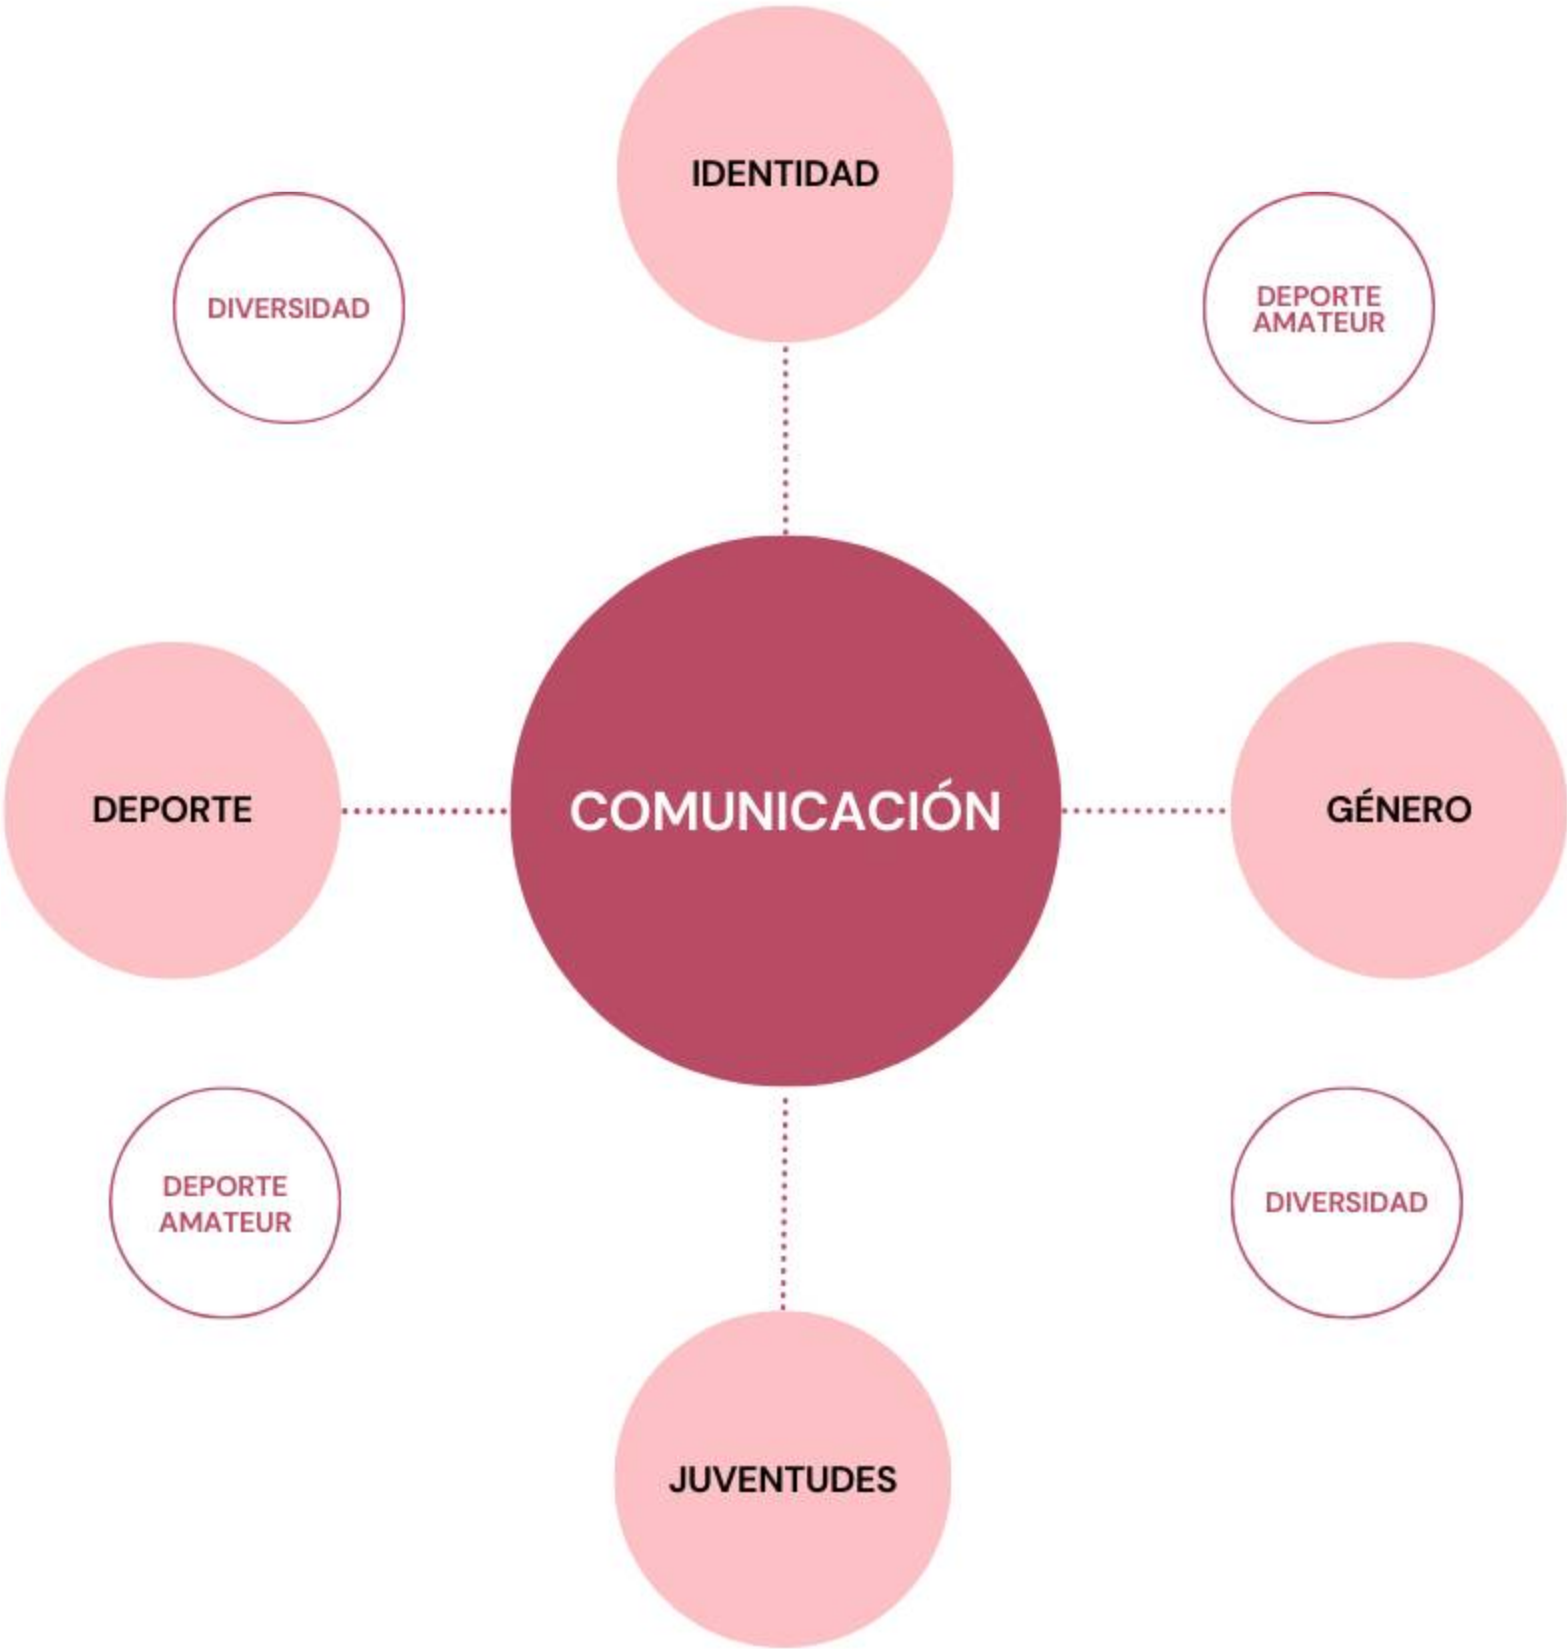 IDENTIDAD
DIVERSIDAD
DEPORTE
AMATEUR
DEPORTE
COMUNICACIÓN
GÉNERO
DEPORTE
AMATEUR
DIVERSIDAD
JUVENTUDES